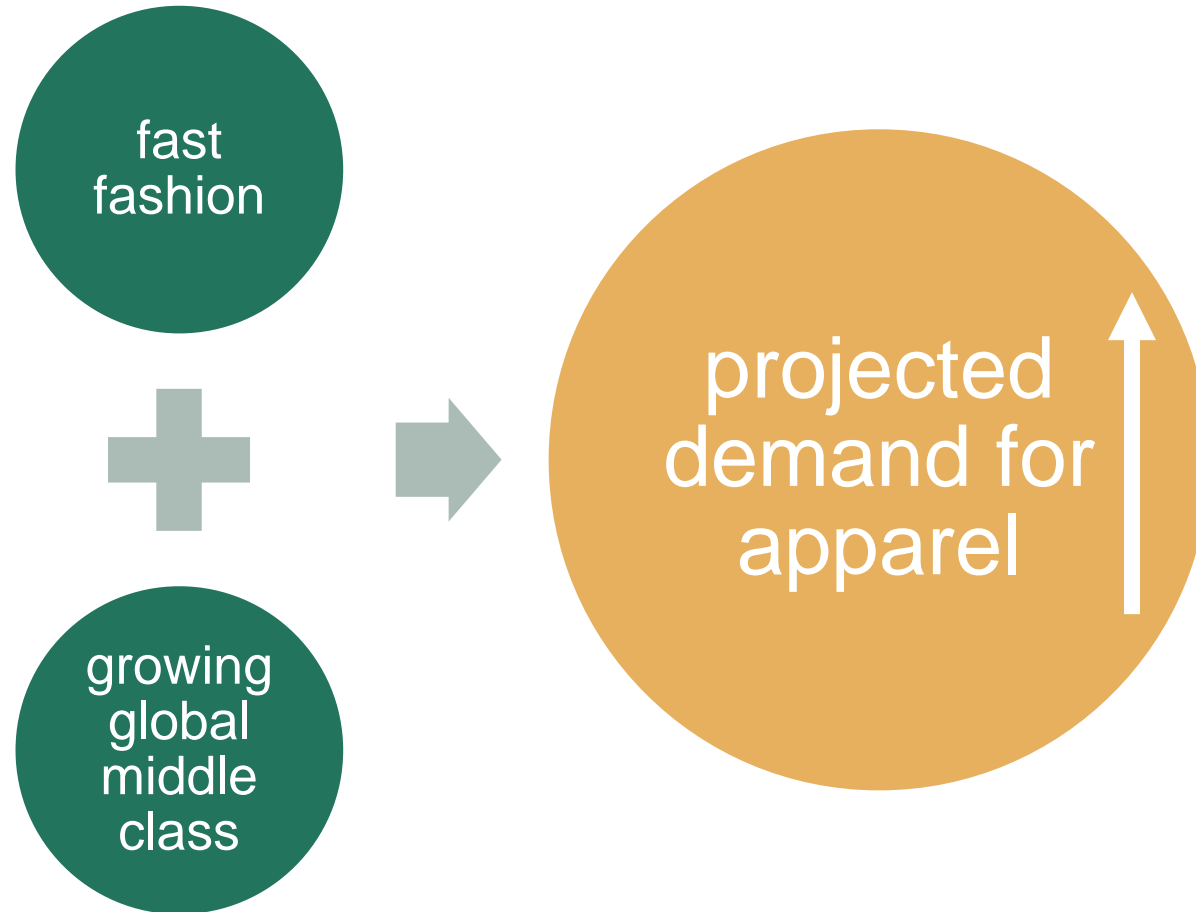 fast
fashion
growing
global
middle
class
projected
demand for
apparel